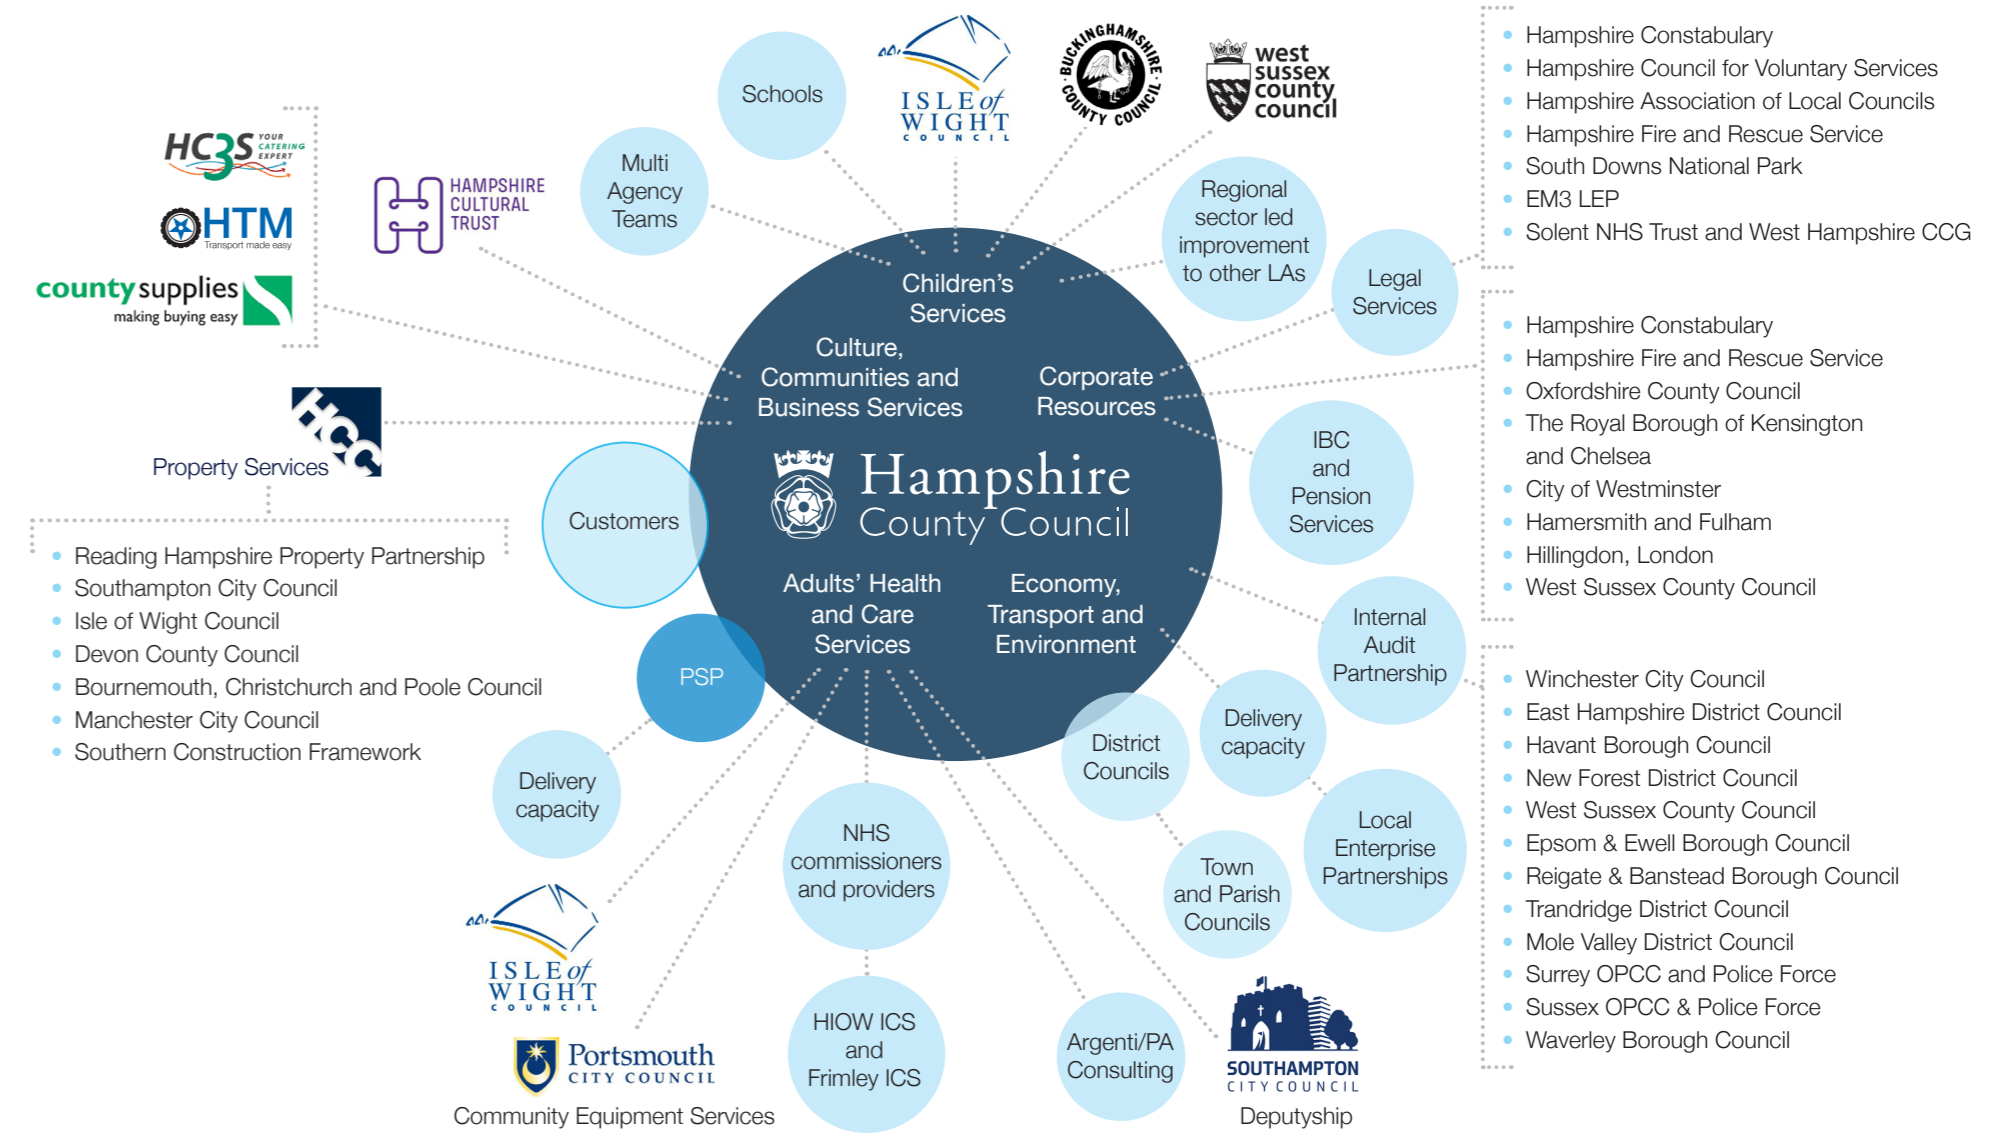 HC3S YOUR CATERING EXPERT
HTM
Transport made easy
county supplies
making buying easy
HAMPSHIRE
CULTURAL
TRUST
HCC
Property Services
• Reading Hampshire Property Partnership
• Southampton City Council
• Isle of Wight Council
• Devon County Council
• Bournemouth, Christchurch and Poole Council
• Manchester City Council
• Southern Construction Framework
Multi
Agency
Teams
Schools
ISLE of
WIGHT
COUNCIL
BUCKINGHAMSHIRE
COUNTY COUNCIL
west
sussex
county
council
Regional
sector led
improvement
to other LAs
Legal
Services
• Hampshire Constabulary
• Hampshire Council for Voluntary Services
• Hampshire Association of Local Councils
• Hampshire Fire and Rescue Service
• South Downs National Park
• EM3 LEP
• Solent NHS Trust and West Hampshire CCG
Children’s
Services
Culture,
Communities and
Business Services
Corporate
Resources
Hampshire
County Council
Adults’ Health
and Care
Services
Economy,
Transport and
Environment
Customers
PSP
Delivery
capacity
IBC
and
Pension
Services
• Hampshire Constabulary
• Hampshire Fire and Rescue Service
• Oxfordshire County Council
• The Royal Borough of Kensington
and Chelsea
• City of Westminster
• Hamersmith and Fulham
• Hillingdon, London
• West Sussex County Council
Internal
Audit
Partnership
• Winchester City Council
• East Hampshire District Council
• Havant Borough Council
• New Forest District Council
• West Sussex County Council
• Epsom & Ewell Borough Council
• Reigate & Banstead Borough Council
• Trandridge District Council
• Mole Valley District Council
• Surrey OPCC and Police Force
• Sussex OPCC & Police Force
• Waverley Borough Council
Delivery
capacity
District
Councils
Local
Enterprise
Partnerships
Town
and Parish
Councils
NHS
commissioners
and providers
HIOW ICS
and
Frimley ICS
ISLE of
WIGHT
COUNCIL
Portsmouth
CITY COUNCIL
Community Equipment Services
Argenti/PA
Consulting
SOUTHAMPTON
CITY COUNCIL
Deputyship